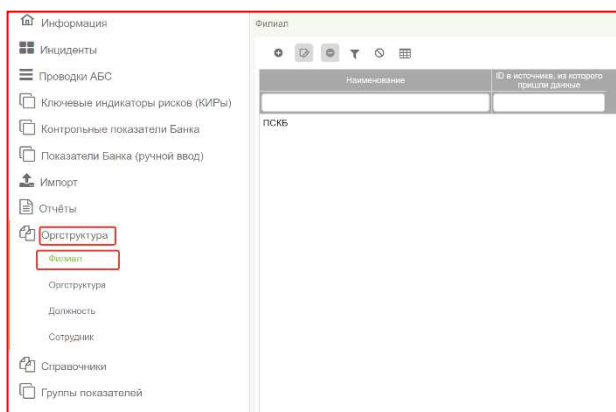 Информация
Инциденты
Проводки АБС
Ключевые индикаторы рисков (КИРы)
Контрольные показатели Банка
Показатели Банка (ручной ввод)
Импорт
Отчёты
Оргструктура
Филиал
Оргструктура
Должность
Сотрудник
Справочники
Группы показателей
Филиал
Наименование
ID в источнике, из которого
пришли данные
ПСКБ